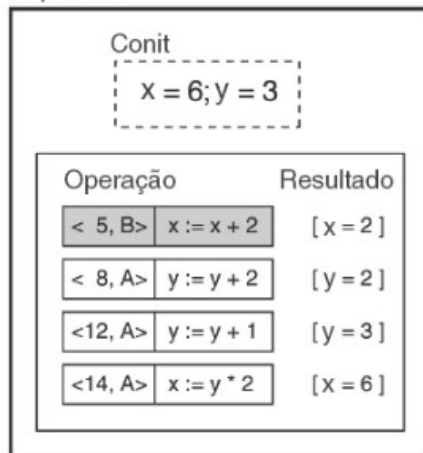 Conit
x = 6; y = 3
Operação Resultado
< 5, B> x := x + 2 [ x = 2 ]
< 8, A> y := y + 2 [ y = 2 ]
<12, A> y := y + 1 [ y = 3 ]
<14, A> x := y * 2 [ x = 6 ]